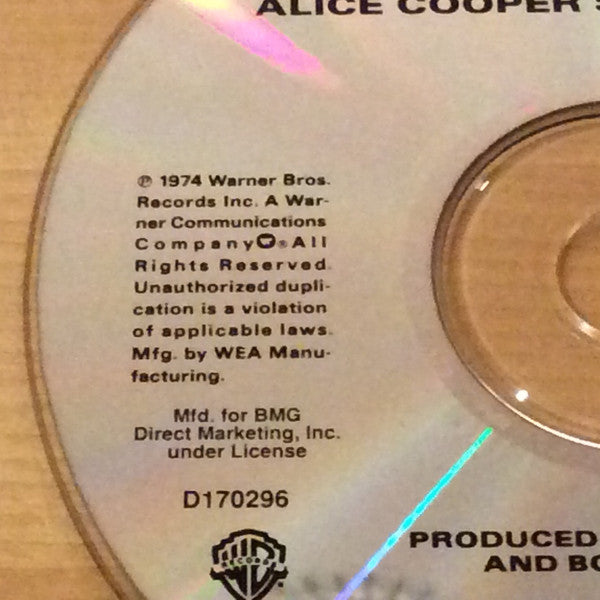 ALICE COOPER'S
℗ 1974 Warner Bros.
Records Inc. A War-
ner Communications
Company ® All
Rights Reserved.
Unauthorized dupli-
cation is a violation
of applicable laws.
Mfg. by WEA Manu-
facturing.
Mfd. for BMG
Direct Marketing, Inc.
under License
D170296
WB
RECORDS
PRODUCED
AND BO